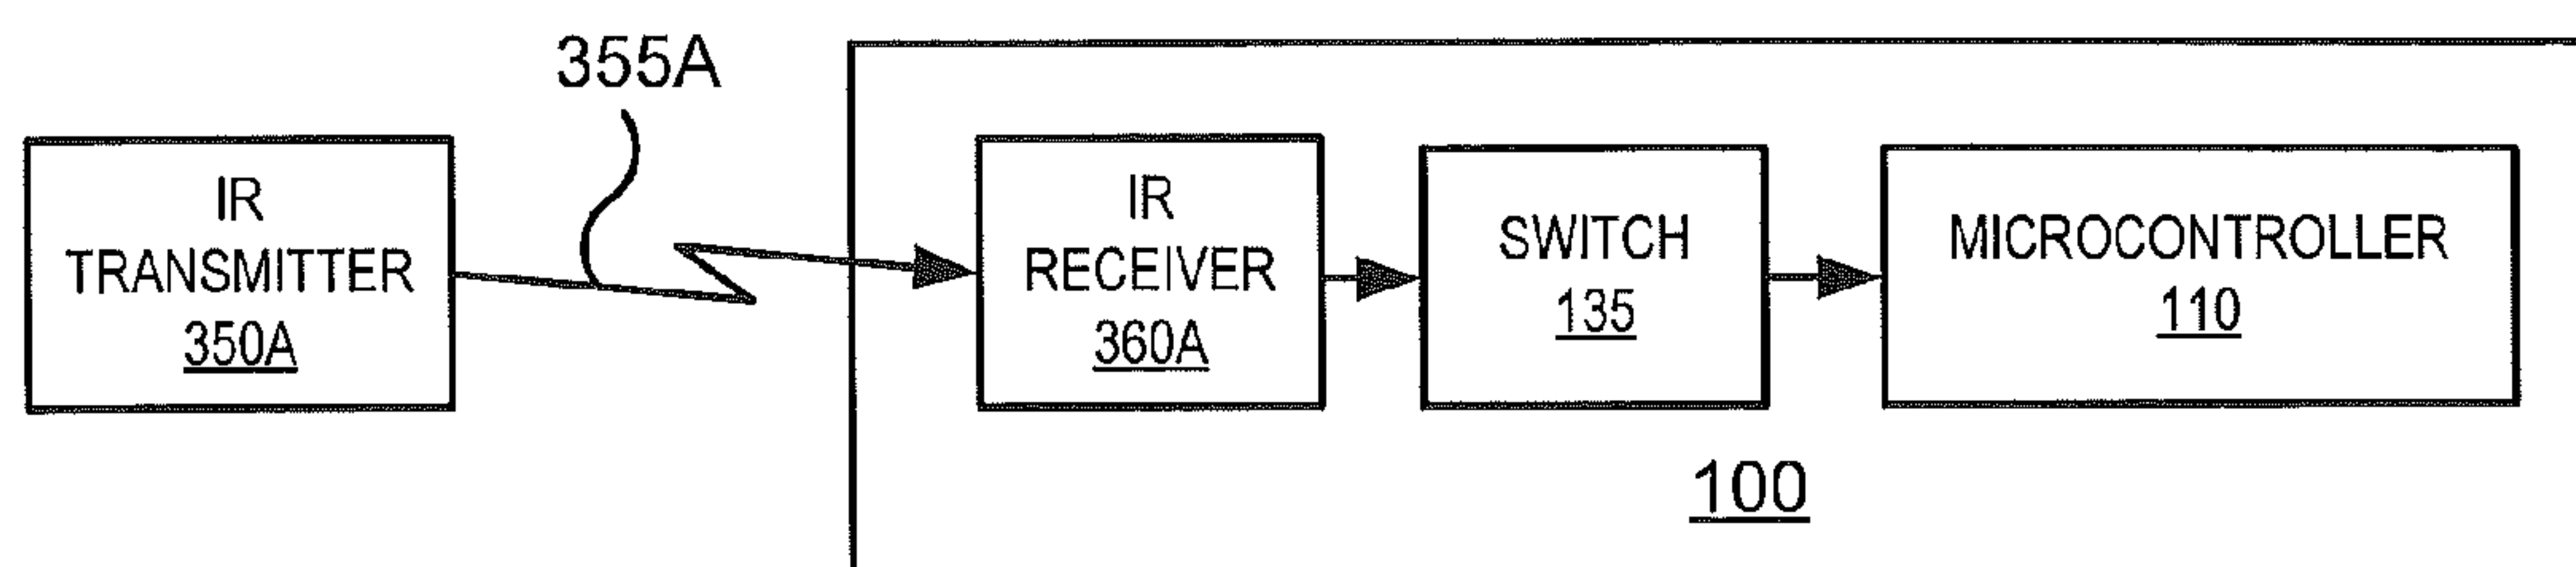 355A
IR
TRANSMITTER
350A
IR
RECEIVER
360A
SWITCH
135
MICROCONTROLLER
110
100